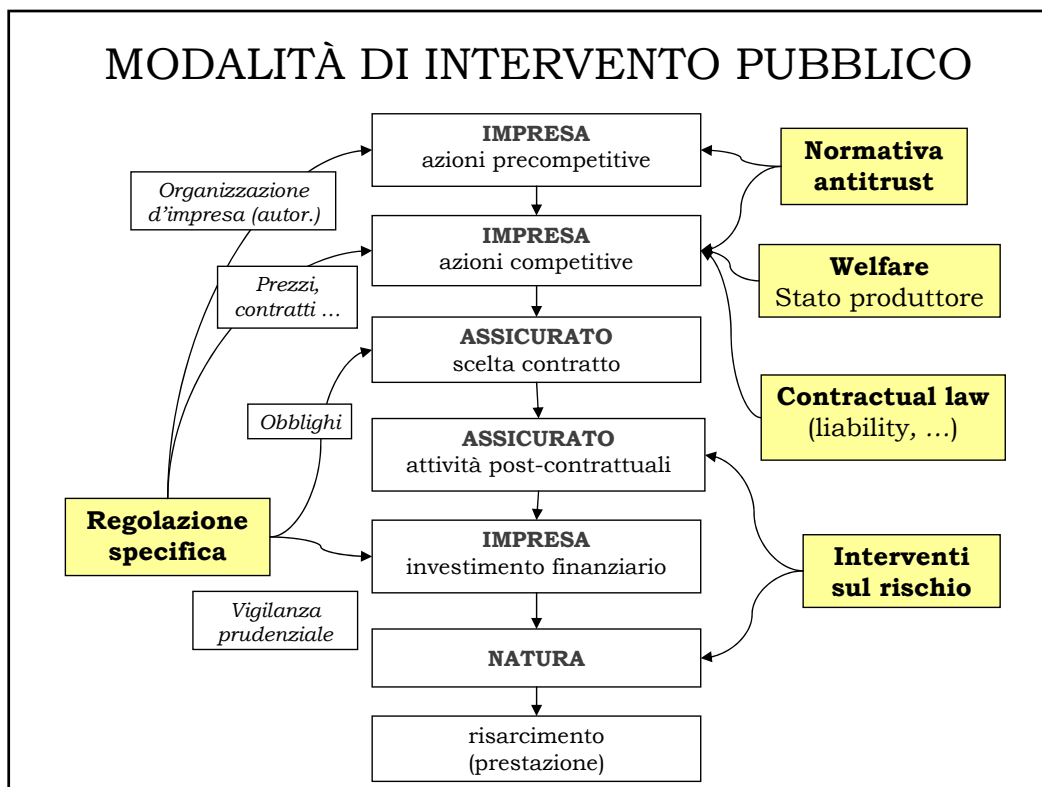 MODALITÀ DI INTERVENTO PUBBLICO
IMPRESA
azioni precompetitive
Normativa
antitrust
Organizzazione
d'impresa (autor.)
IMPRESA
azioni competitive
Welfare
Stato produttore
Prezzi,
contratti …
ASSICURATO
scelta contratto
Contractual law
(liability, …)
Obblighi
ASSICURATO
attività post-contrattuali
Regolazione
specifica
IMPRESA
investimento finanziario
Interventi
sul rischio
Vigilanza
prudenziale
NATURA
risarcimento
(prestazione)